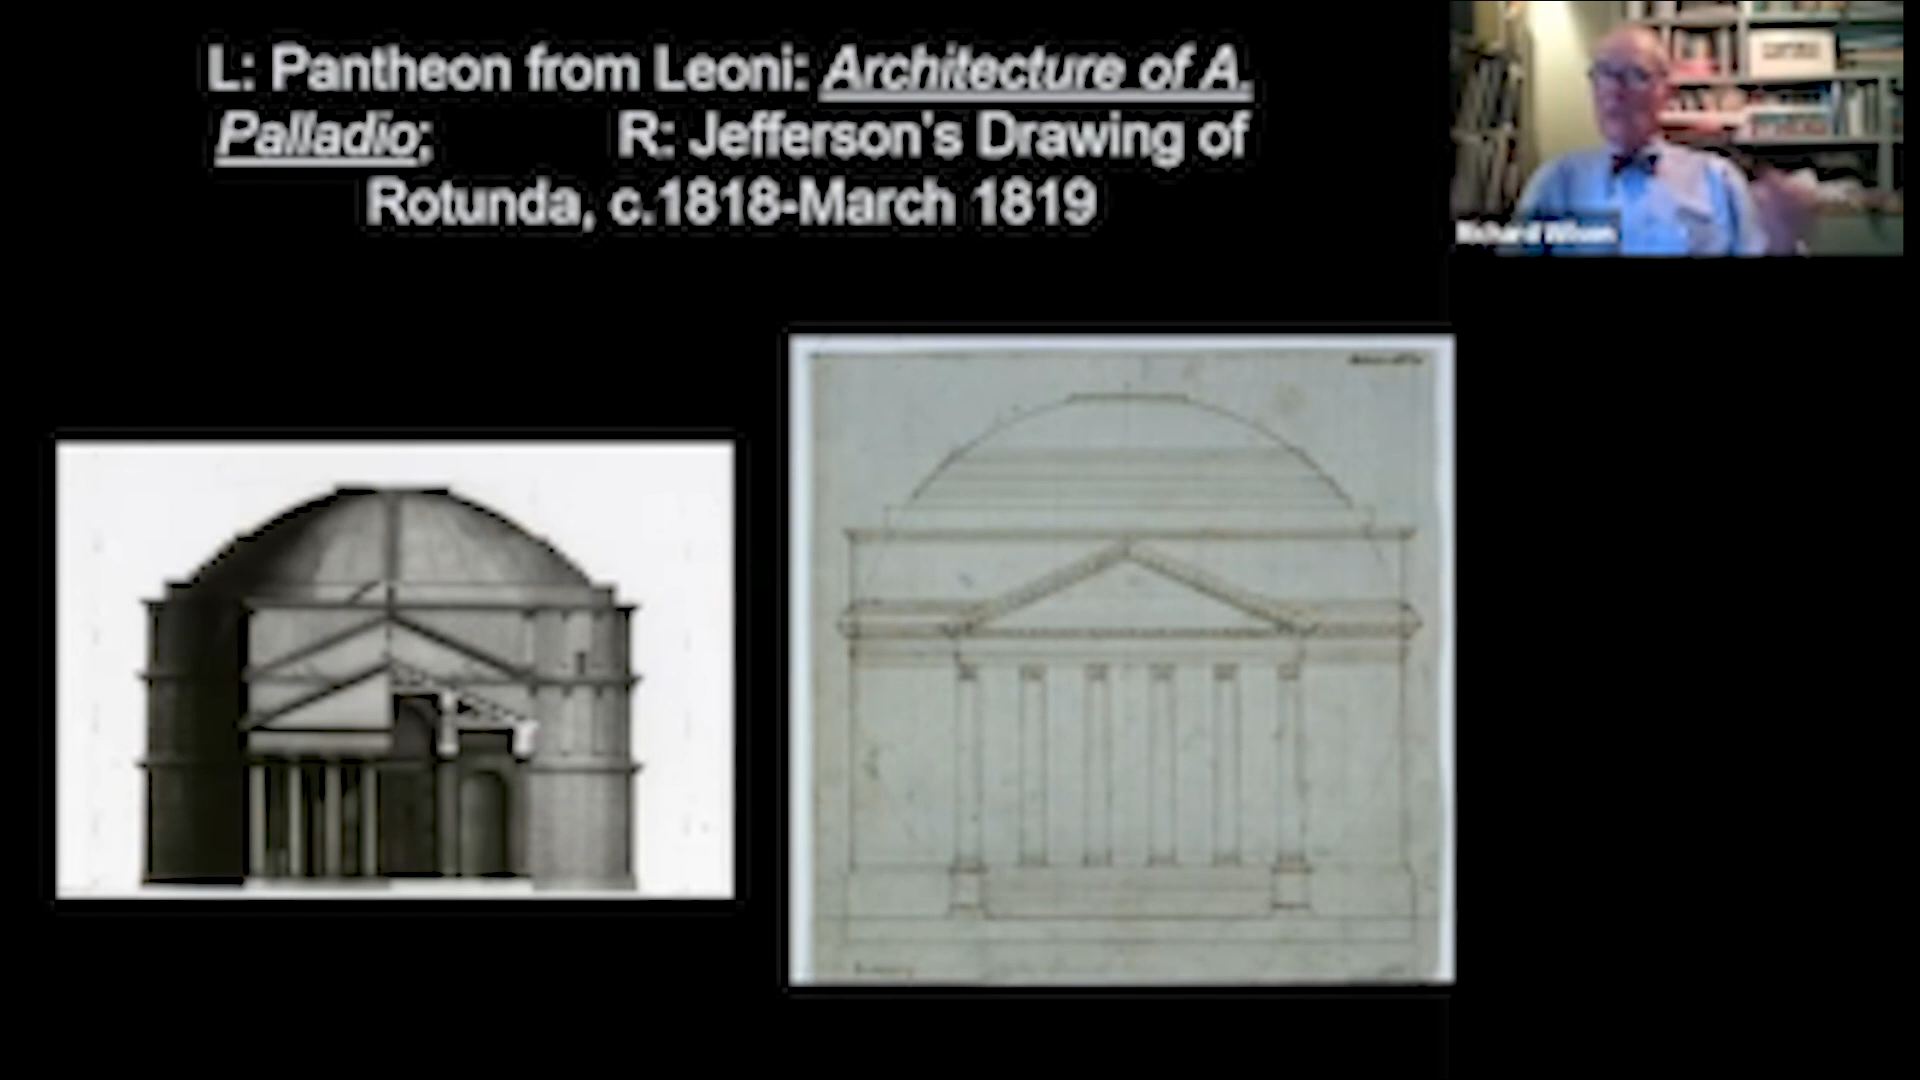 L: Pantheon from Leoni: Architecture of A.
Palladio; R: Jefferson's Drawing of
Rotunda, c.1818-March 1819
Richard Wilson